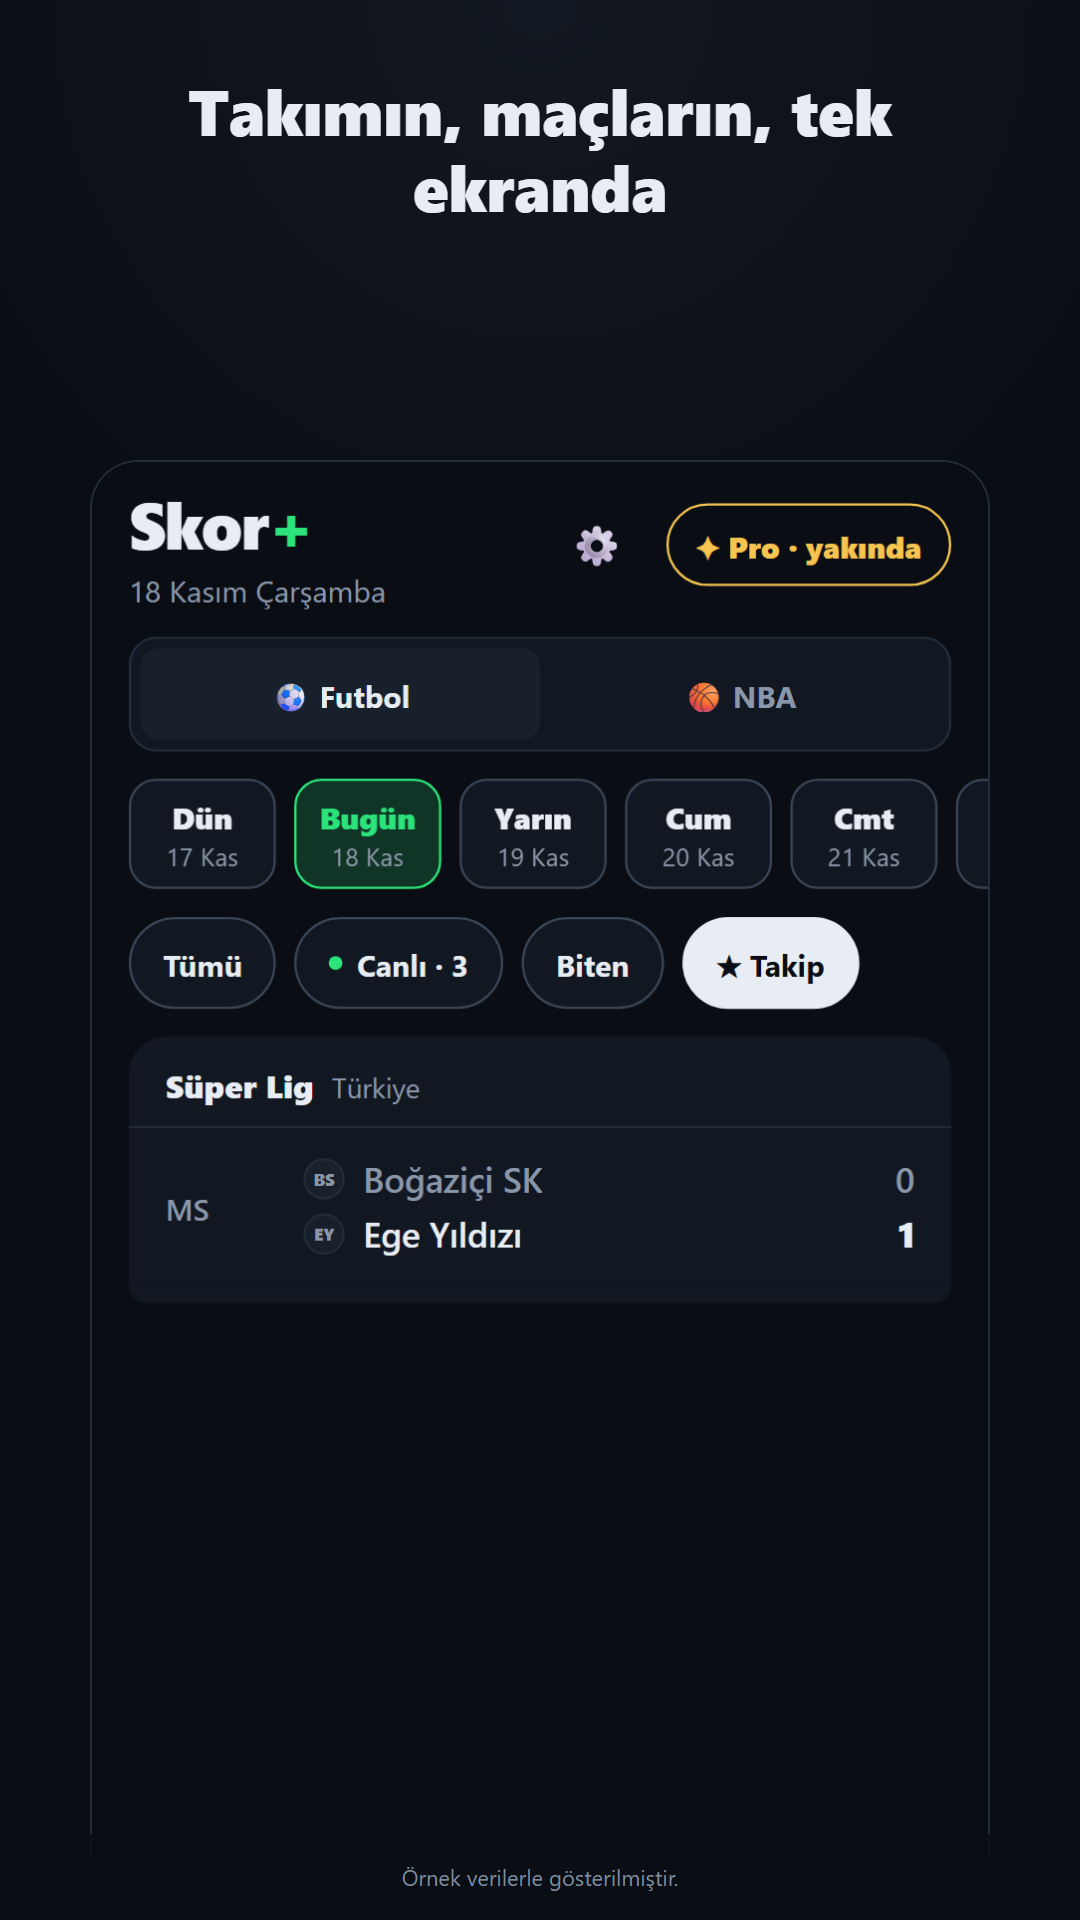 Takımın, maçların, tek
ekranda
Skor+
18 Kasım Çarşamba
✦ Pro · yakında
Futbol
NBA
Dün
17 Kas
Bugün
18 Kas
Yarın
19 Kas
Cum
20 Kas
Cmt
21 Kas
Tümü
Canlı · 3
Biten
★ Takip
Süper Lig Türkiye
MS
BS Boğaziçi SK 0
EY Ege Yıldızı 1
Örnek verilerle gösterilmiştir.